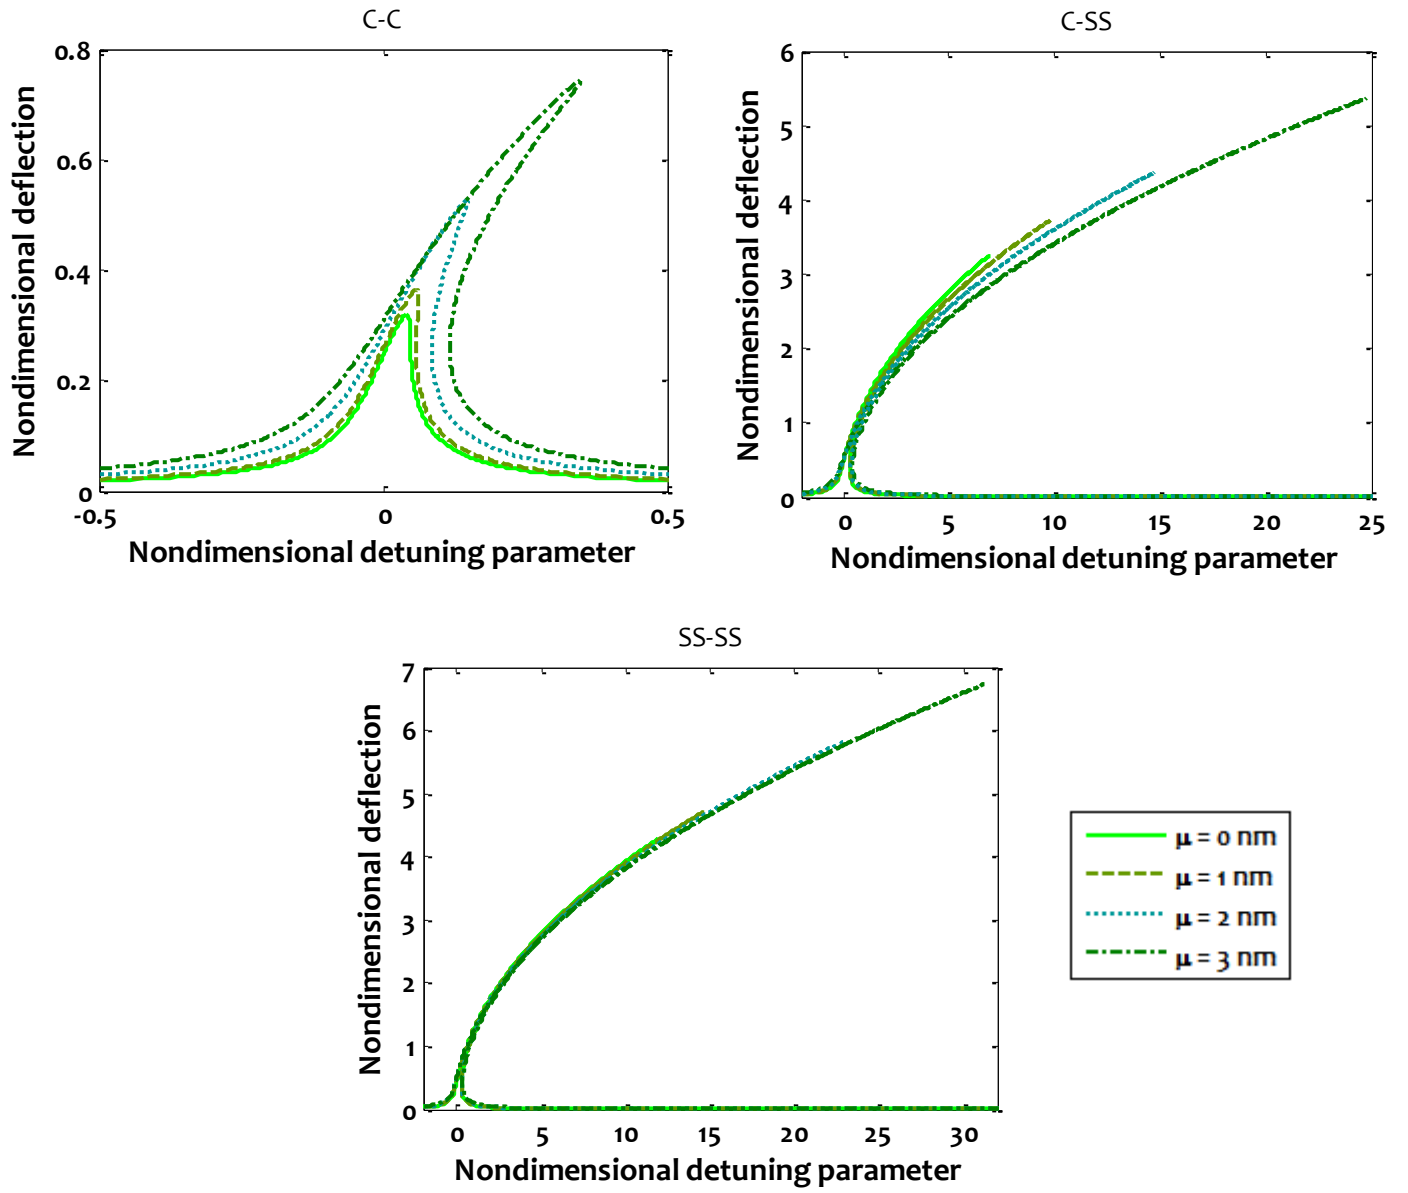 C-C
0.8
0.6
0.4
0.2
0
-0.5
0
0.5
Nondimensional deflection
Nondimensional detuning parameter
C-SS
6
5
4
3
2
1
0
0
5
10
15
20
25
Nondimensional deflection
Nondimensional detuning parameter
SS-SS
7
6
5
4
3
2
1
0
0
5
10
15
20
25
30
Nondimensional deflection
Nondimensional detuning parameter
μ = 0 nm
μ = 1 nm
μ = 2 nm
μ = 3 nm